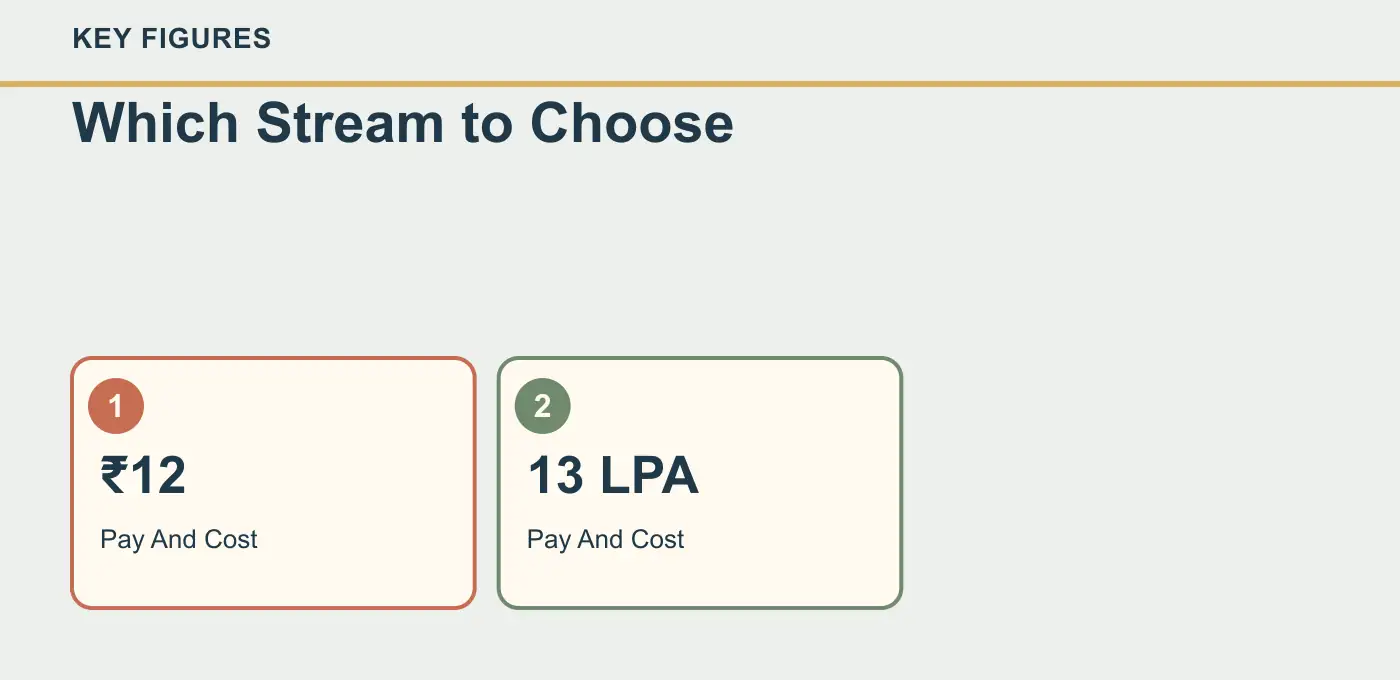 KEY FIGURES
Which Stream to Choose
1
₹12
Pay And Cost
2
13 LPA
Pay And Cost